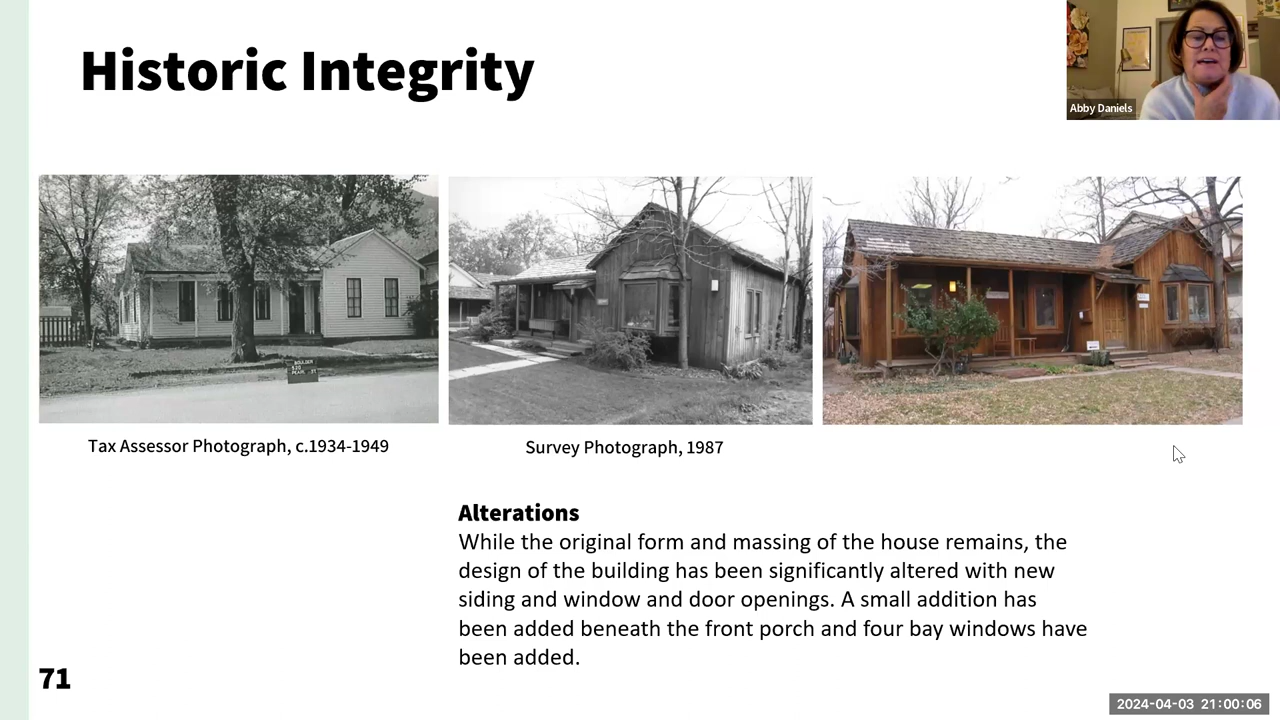 Historic Integrity
Abby Daniels
BOULDER
Tax Assessor Photograph, c.1934-1949
Survey Photograph, 1987
Alterations
While the original form and massing of the house remains, the
design of the building has been significantly altered with new
siding and window and door openings. A small addition has
been added beneath the front porch and four bay windows have
been added.
71
2024-04-03 21:00:06